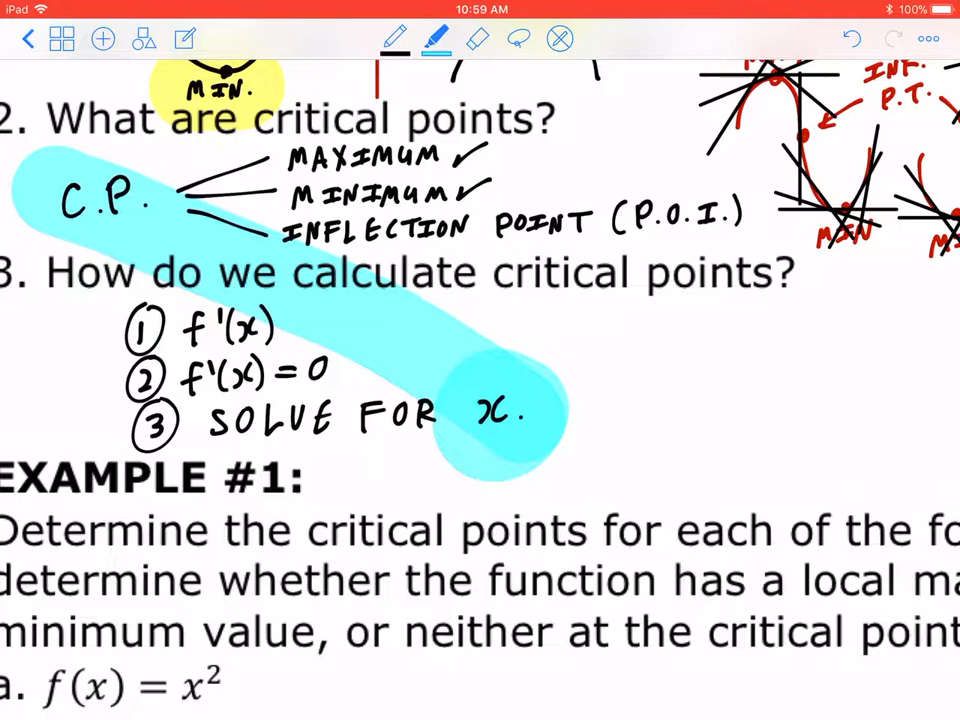 iPad 10:59 AM 100%
MIN.
INF.
P.T.
2. What are critical points?
C.P.
MAXIMUM ✓
MINIMUM ✓
INFLECTION POINT (P.O.I.)
MIN
3. How do we calculate critical points?
① f'(x)
② f'(x) = 0
③ SOLVE FOR x.
EXAMPLE #1:
Determine the critical points for each of the fo
determine whether the function has a local ma
minimum value, or neither at the critical point
a. f(x) = x²